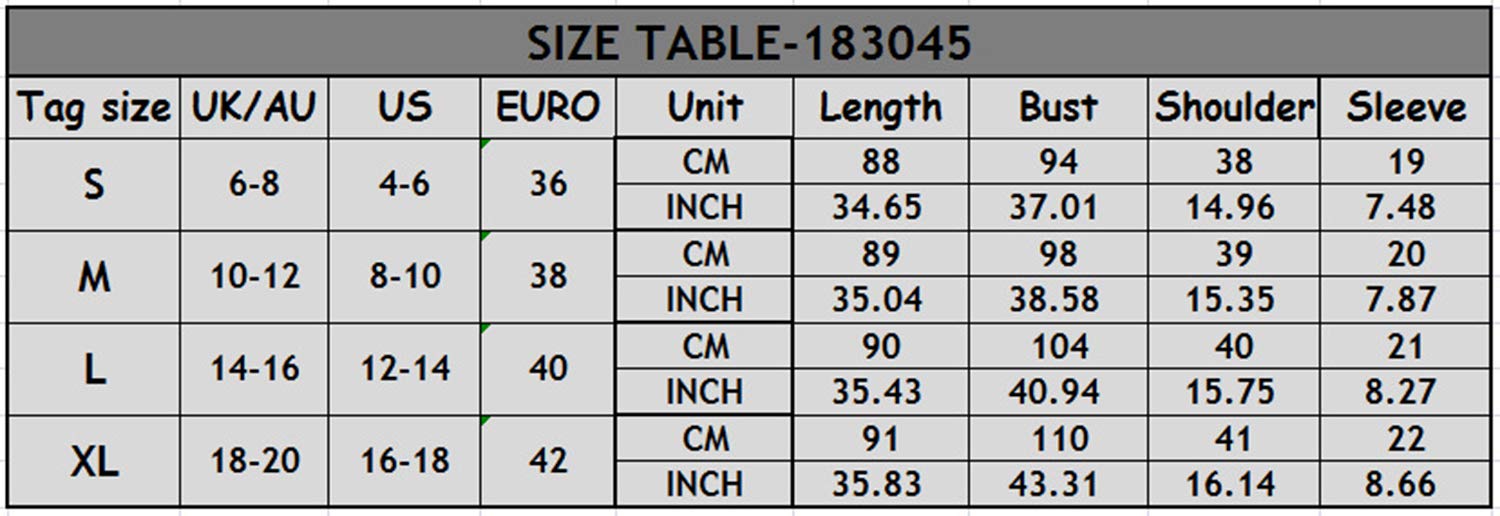 SIZE TABLE-183045
Tag size UK/AU US EURO Unit Length Bust Shoulder Sleeve
S 6-8 4-6 36 CM 88 94 38 19
INCH 34.65 37.01 14.96 7.48
M 10-12 8-10 38 CM 89 98 39 20
INCH 35.04 38.58 15.35 7.87
L 14-16 12-14 40 CM 90 104 40 21
INCH 35.43 40.94 15.75 8.27
XL 18-20 16-18 42 CM 91 110 41 22
INCH 35.83 43.31 16.14 8.66